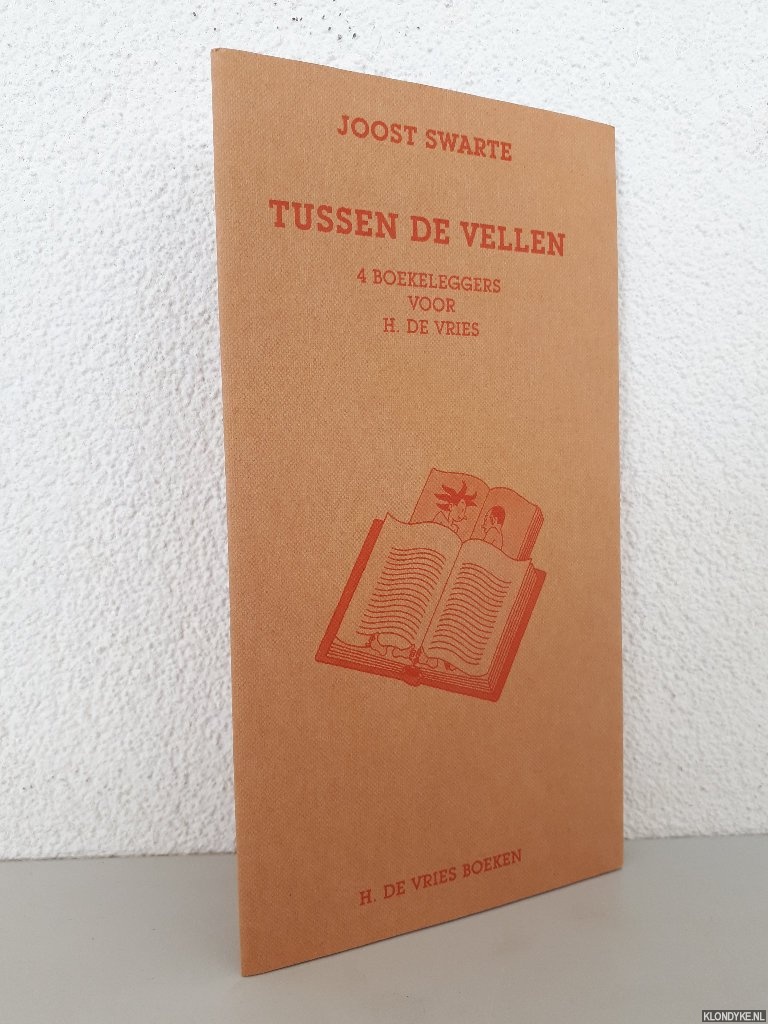 JOOST SWARTE
TUSSEN DE VELLEN
4 BOEKELEGGERS
VOOR
H. DE VRIES
H. DE VRIES BOEKEN
KLONDYKE.NL